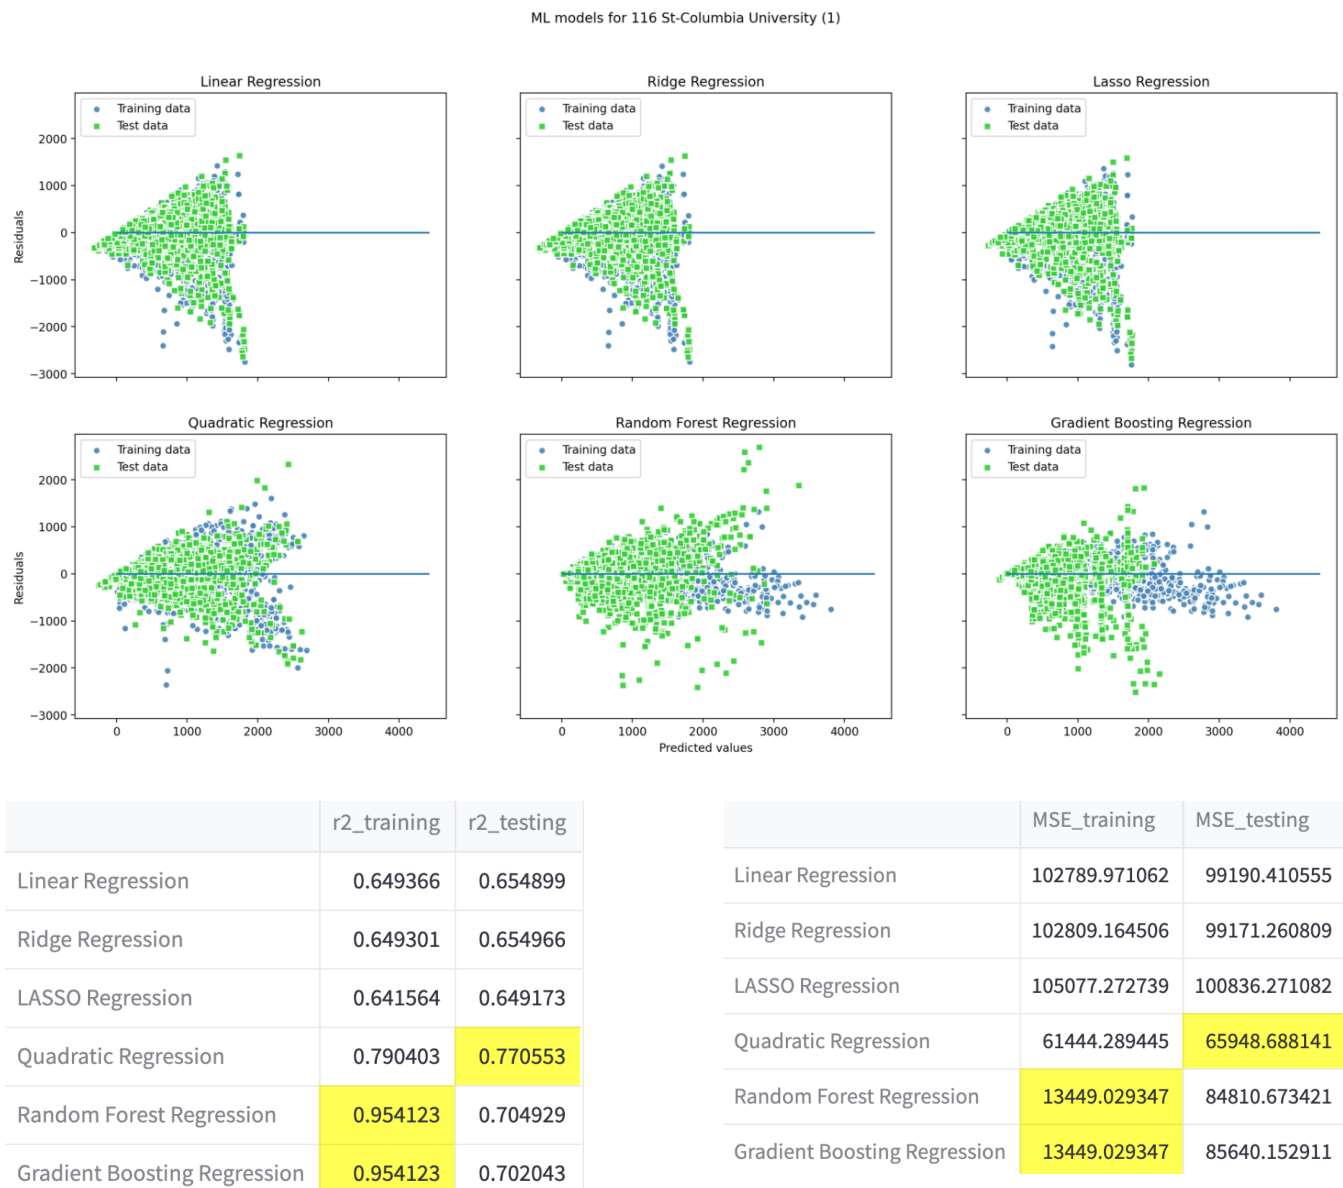 ML models for 116 St-Columbia University (1)
Linear Regression
Training data
Test data
2000
1000
0
−1000
−2000
−3000
Residuals
Ridge Regression
Training data
Test data
Lasso Regression
Training data
Test data
Quadratic Regression
Training data
Test data
2000
1000
0
−1000
−2000
−3000
Residuals
0 1000 2000 3000 4000
Random Forest Regression
Training data
Test data
0 1000 2000 3000 4000
Predicted values
Gradient Boosting Regression
Training data
Test data
0 1000 2000 3000 4000
r2_training r2_testing
Linear Regression 0.649366 0.654899
Ridge Regression 0.649301 0.654966
LASSO Regression 0.641564 0.649173
Quadratic Regression 0.790403 0.770553
Random Forest Regression 0.954123 0.704929
Gradient Boosting Regression 0.954123 0.702043
MSE_training MSE_testing
Linear Regression 102789.971062 99190.410555
Ridge Regression 102809.164506 99171.260809
LASSO Regression 105077.272739 100836.271082
Quadratic Regression 61444.289445 65948.688141
Random Forest Regression 13449.029347 84810.673421
Gradient Boosting Regression 13449.029347 85640.152911